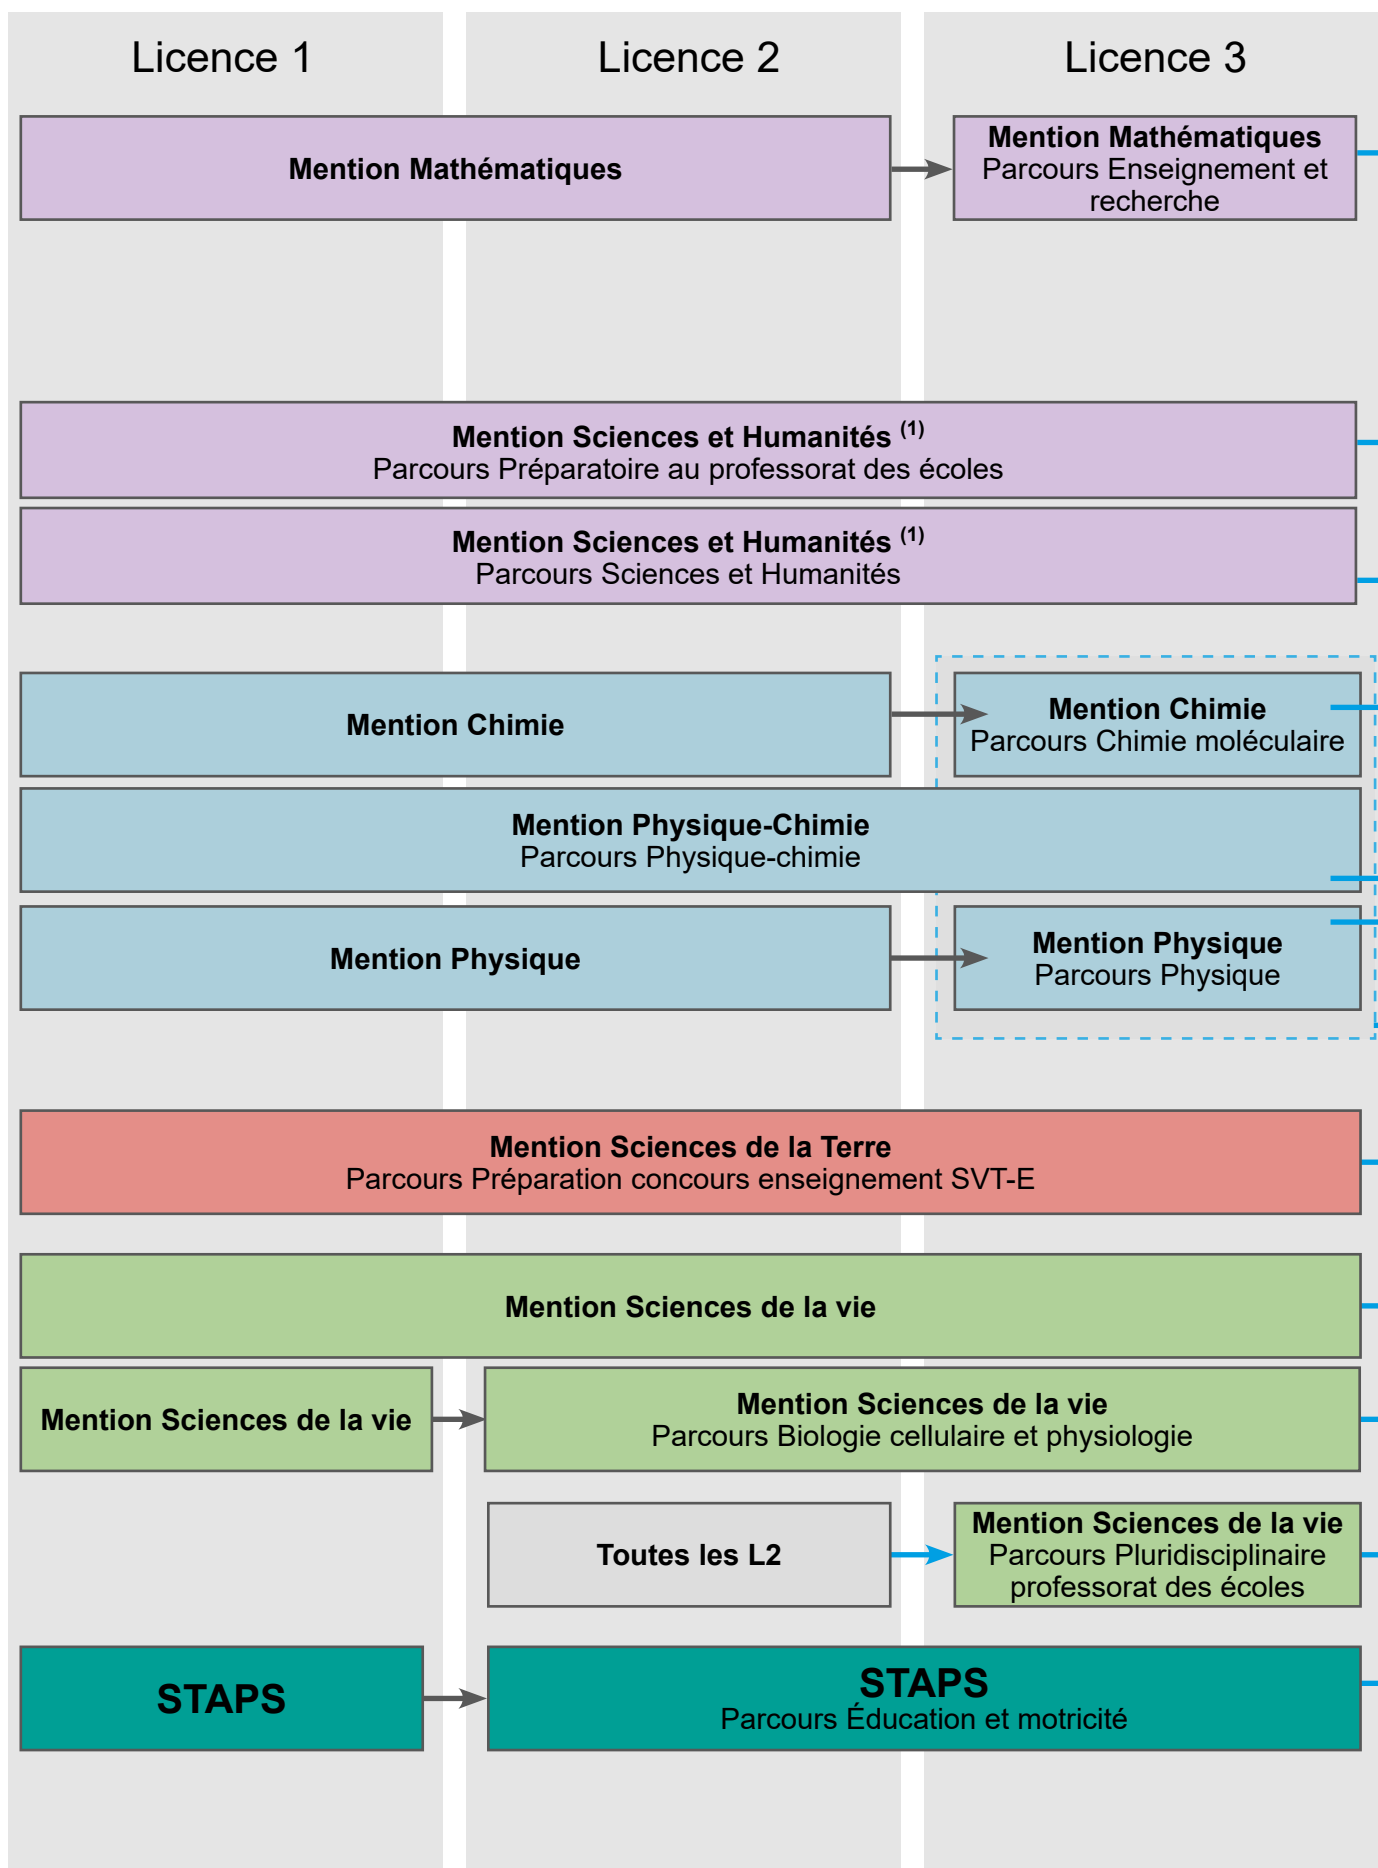 Licence 1
Licence 2
Licence 3
Mention Mathématiques
Mention Mathématiques
Parcours Enseignement et
recherche
Mention Sciences et Humanités (1)
Parcours Préparatoire au professorat des écoles
Mention Sciences et Humanités (1)
Parcours Sciences et Humanités
Mention Chimie
Mention Chimie
Parcours Chimie moléculaire
Mention Physique-Chimie
Parcours Physique-chimie
Mention Physique
Mention Physique
Parcours Physique
Mention Sciences de la Terre
Parcours Préparation concours enseignement SVT-E
Mention Sciences de la vie
Mention Sciences de la vie
Mention Sciences de la vie
Parcours Biologie cellulaire et physiologie
Toutes les L2
Mention Sciences de la vie
Parcours Pluridisciplinaire
professorat des écoles
STAPS
STAPS
Parcours Éducation et motricité